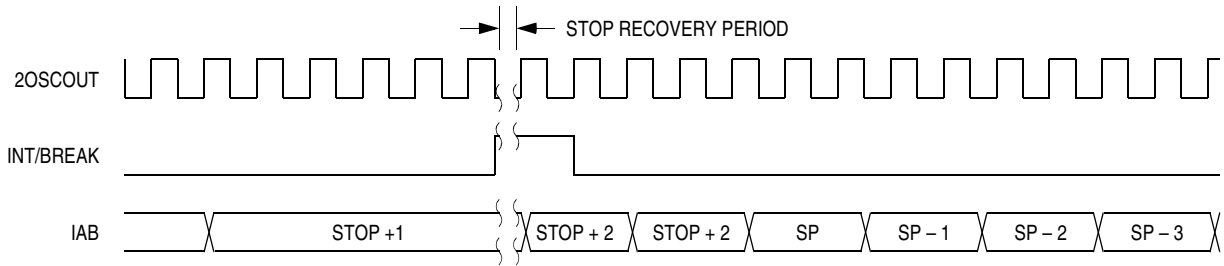 STOP RECOVERY PERIOD
2OSCOUT
INT/BREAK
IAB STOP +1 STOP + 2 STOP + 2 SP SP – 1 SP – 2 SP – 3